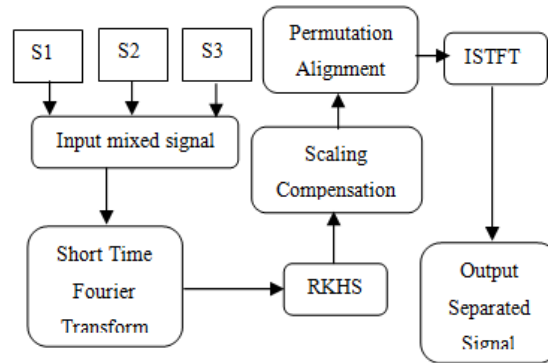 S1
S2
S3
Input mixed signal
Short Time
Fourier
Transform
RKHS
Scaling
Compensation
Permutation
Alignment
ISTFT
Output
Separated
Signal